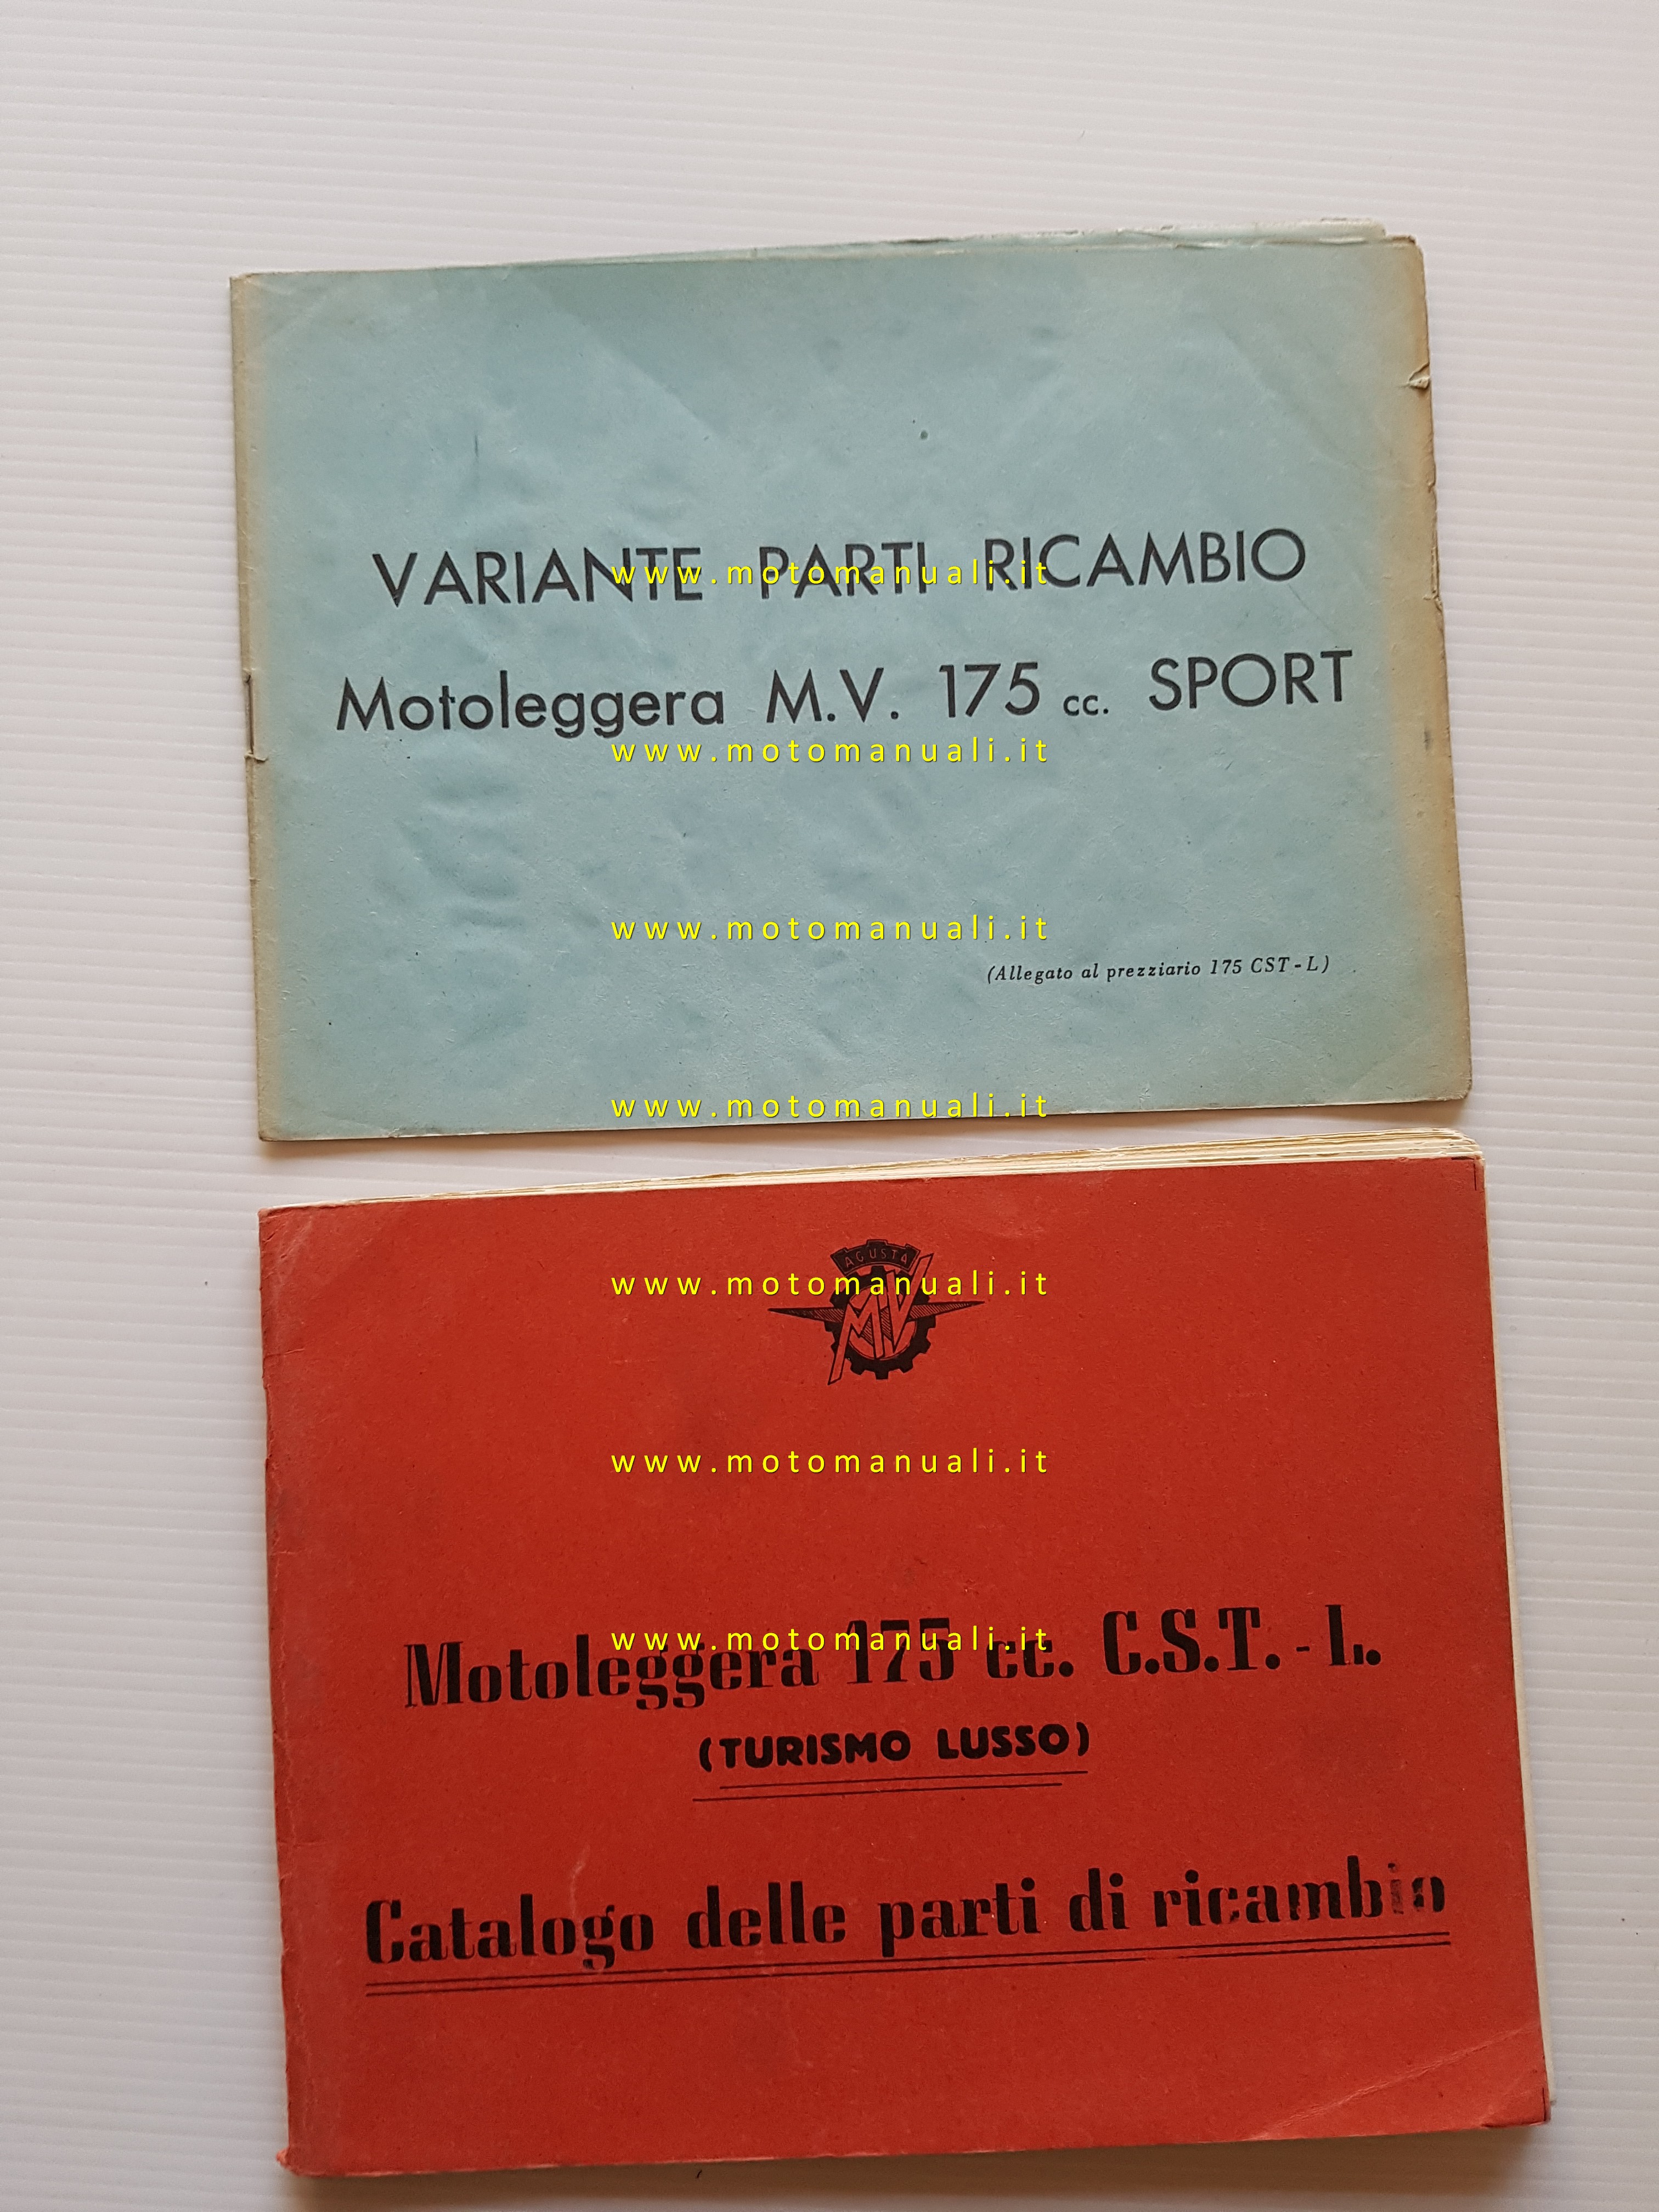 VARIANTE PARTI RICAMBIO
www.motomanuali.it
Motoleggera M.V. 175 cc. SPORT
www.motomanuali.it
www.motomanuali.it
(Allegato al prezziario 175 CST-L)
www.motomanuali.it
AGUSTA
MV
www.motomanuali.it
www.motomanuali.it
Motoleggera 175 cc. C.S.T. - L.
www.motomanuali.it
(TURISMO LUSSO)
Catalogo delle parti di ricambio